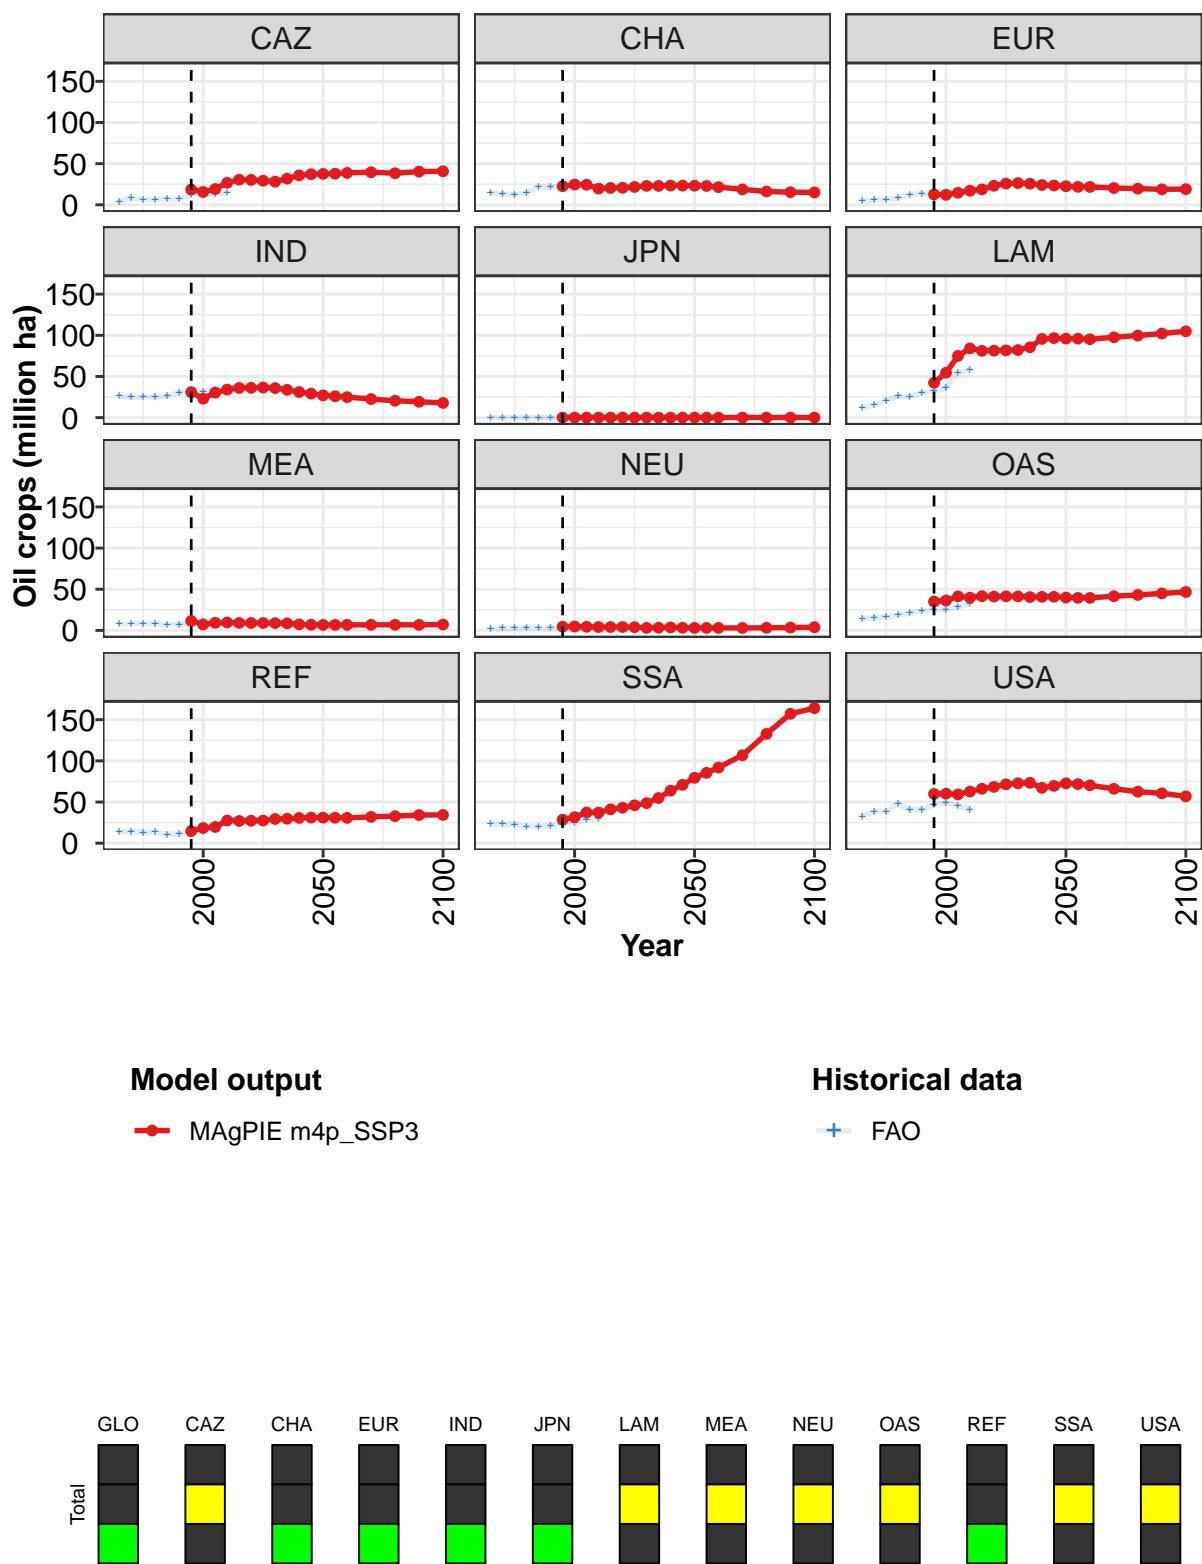 CAZ CHA EUR
150
100
50
0
IND JPN LAM
150
100
50
0
MEA NEU OAS
150
100
50
0
REF SSA USA
150
100
50
0
Oil crops (million ha)
2000 2050 2100 2000 2050 2100 2000 2050 2100
Year
Model output Historical data
MAgPIE m4p_SSP3 FAO
GLO CAZ CHA EUR IND JPN LAM MEA NEU OAS REF SSA USA
Total